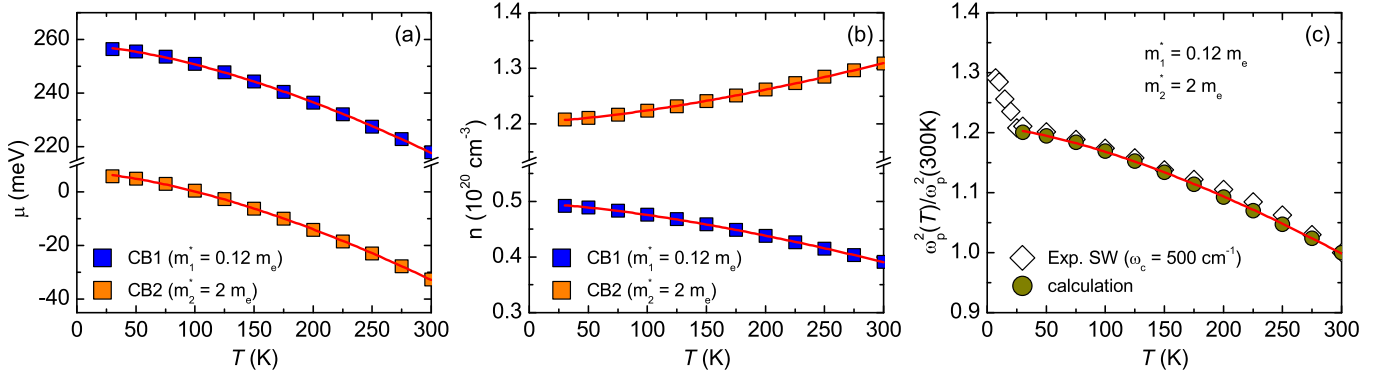 (a)
260
240
220
0
-20
-40
μ (meV)
CB1 (m*1 = 0.12 me)
CB2 (m*2 = 2 me)
0 50 100 150 200 250 300
T (K)
(b)
1.4
1.3
1.2
0.5
0.4
0.3
n (10^20 cm^-3)
CB1 (m*1 = 0.12 me)
CB2 (m*2 = 2 me)
0 50 100 150 200 250 300
T (K)
(c)
1.4
1.3
1.2
1.1
1.0
0.9
ω²p(T)/ω²p(300K)
m*1 = 0.12 me
m*2 = 2 me
Exp. SW (ωc = 500 cm^-1)
calculation
0 50 100 150 200 250 300
T (K)